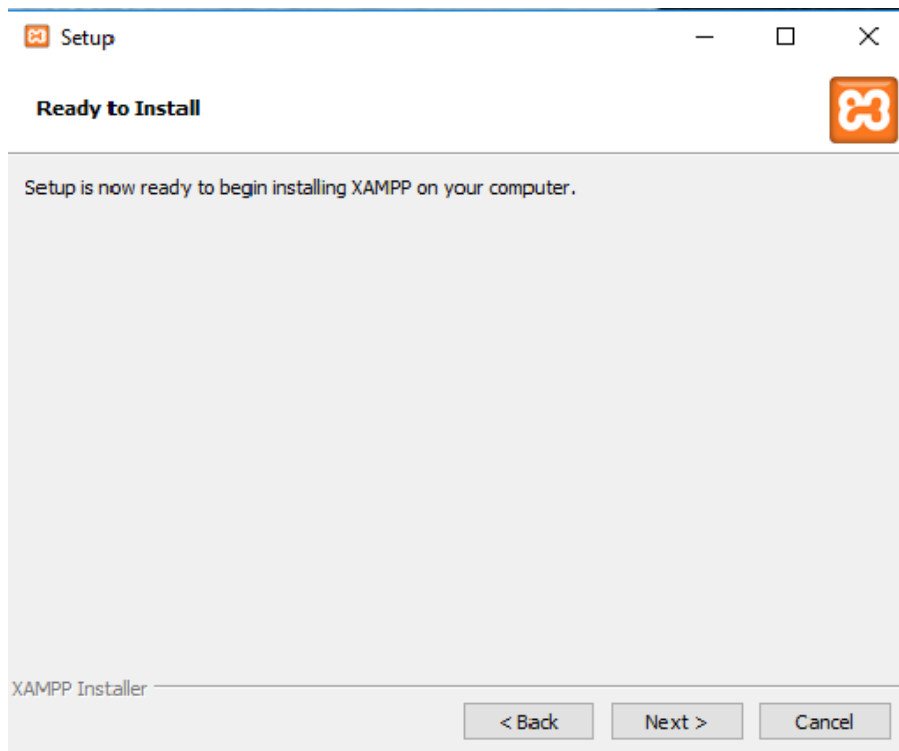 Setup
Ready to Install
Setup is now ready to begin installing XAMPP on your computer.
XAMPP Installer
< Back Next > Cancel